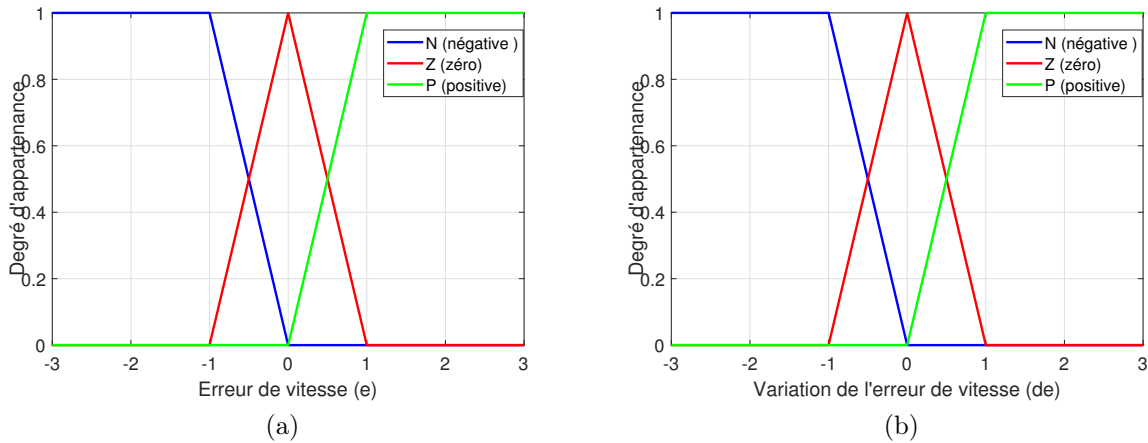 1
0.8
0.6
0.4
0.2
0
Degré d'appartenance
N (négative )
Z (zéro)
P (positive)
-3 -2 -1 0 1 2 3
Erreur de vitesse (e)
(a)
1
0.8
0.6
0.4
0.2
0
Degré d'appartenance
N (négative )
Z (zéro)
P (positive)
-3 -2 -1 0 1 2 3
Variation de l'erreur de vitesse (de)
(b)